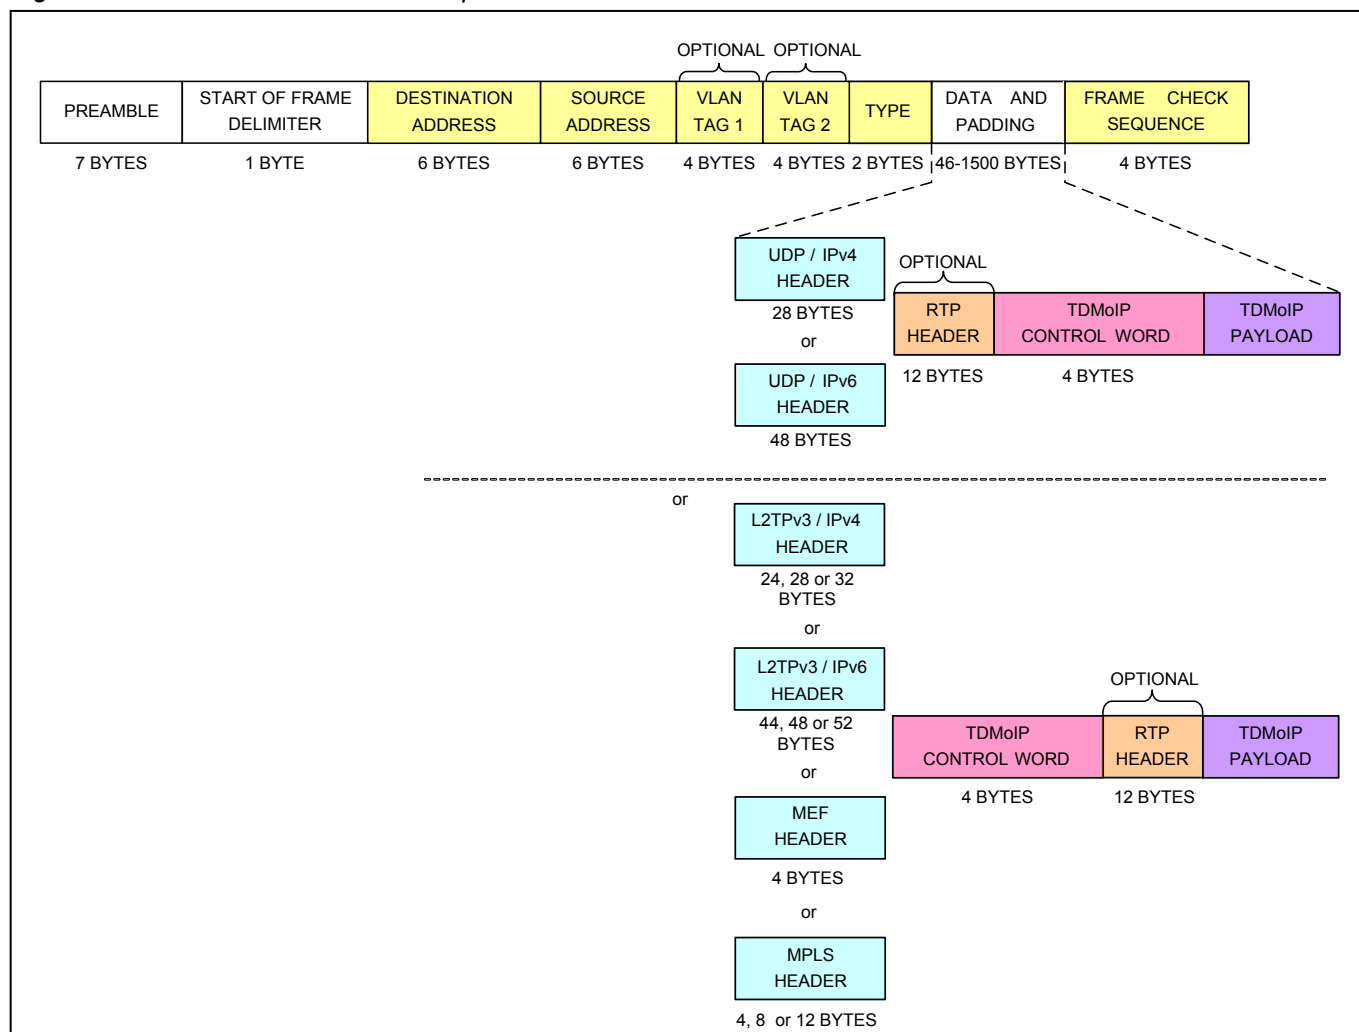 OPTIONAL OPTIONAL
PREAMBLE
START OF FRAME
DELIMITER
DESTINATION
ADDRESS
SOURCE
ADDRESS
VLAN
TAG 1
VLAN
TAG 2
TYPE
DATA AND
PADDING
FRAME CHECK
SEQUENCE
7 BYTES
1 BYTE
6 BYTES
6 BYTES
4 BYTES
4 BYTES
2 BYTES
46-1500 BYTES
4 BYTES
UDP / IPv4
HEADER
28 BYTES
or
UDP / IPv6
HEADER
48 BYTES
OPTIONAL
RTP
HEADER
TDMoIP
CONTROL WORD
TDMoIP
PAYLOAD
12 BYTES
4 BYTES
or
L2TPv3 / IPv4
HEADER
24, 28 or 32
BYTES
or
L2TPv3 / IPv6
HEADER
44, 48 or 52
BYTES
or
OPTIONAL
TDMoIP
CONTROL WORD
RTP
HEADER
TDMoIP
PAYLOAD
4 BYTES
12 BYTES
MEF
HEADER
4 BYTES
or
MPLS
HEADER
4, 8 or 12 BYTES